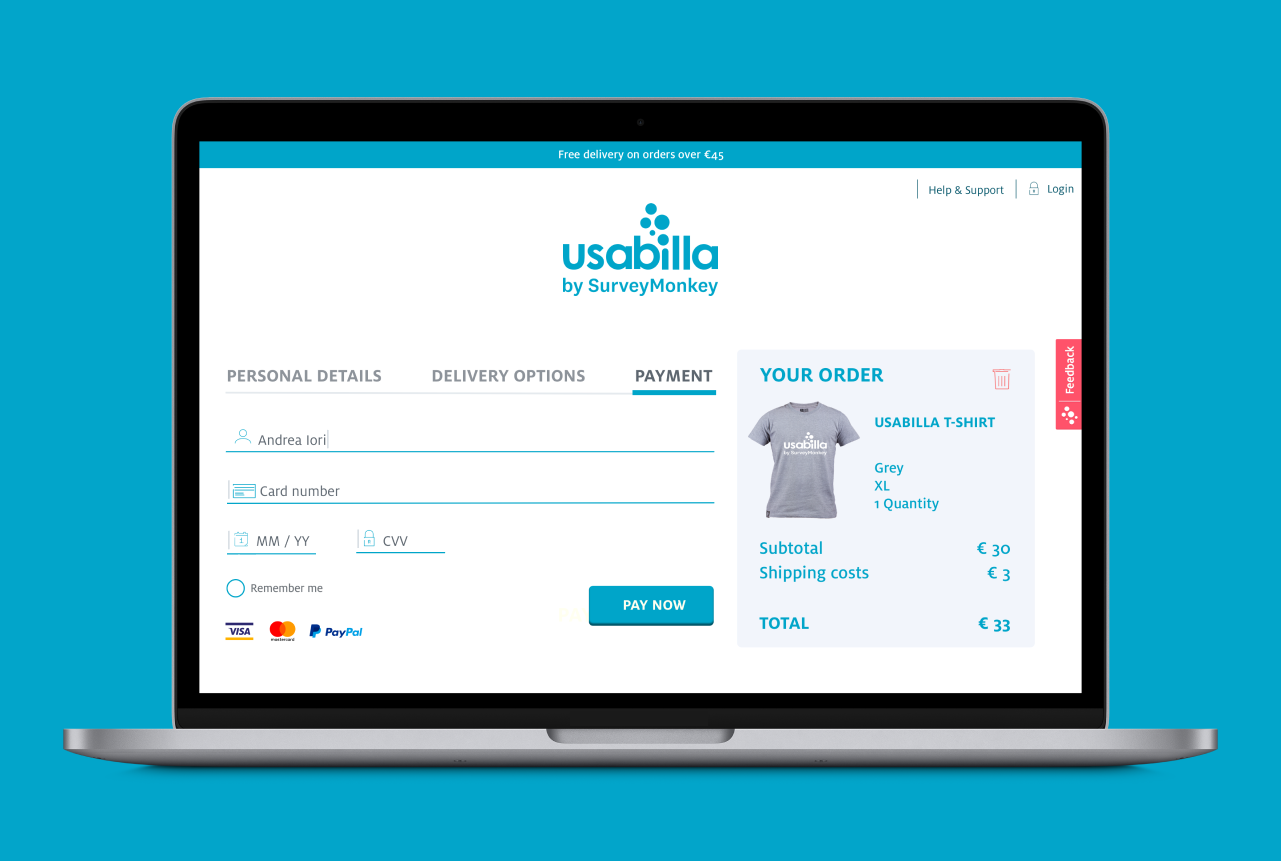 Free delivery on orders over €45
Help & Support
Login
usabilla
by SurveyMonkey
PERSONAL DETAILS
DELIVERY OPTIONS
PAYMENT
Andrea Iori
Card number
1
MM / YY
CVV
Remember me
PAY NOW
VISA
mastercard
PayPal
YOUR ORDER
usabilla
by SurveyMonkey
USABILLA T-SHIRT
Grey
XL
1 Quantity
Subtotal € 30
Shipping costs € 3
TOTAL € 33
Feedback